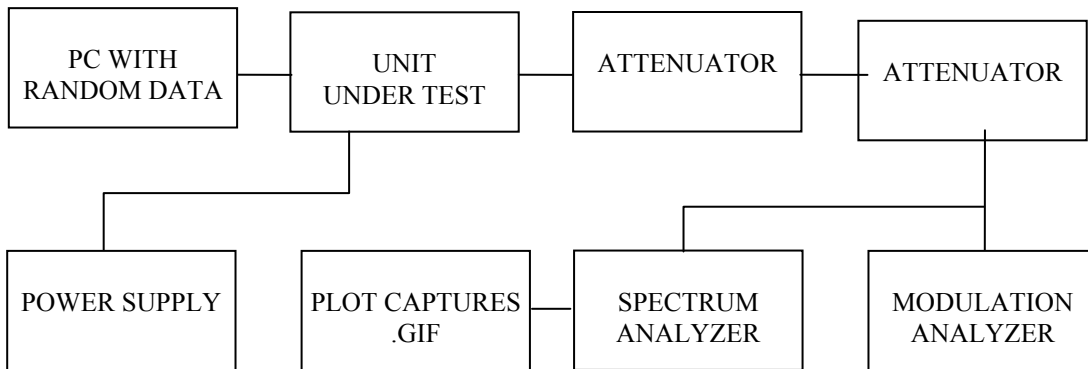 PC WITH
RANDOM DATA
UNIT
UNDER TEST
ATTENUATOR
ATTENUATOR
POWER SUPPLY
PLOT CAPTURES
.GIF
SPECTRUM
ANALYZER
MODULATION
ANALYZER